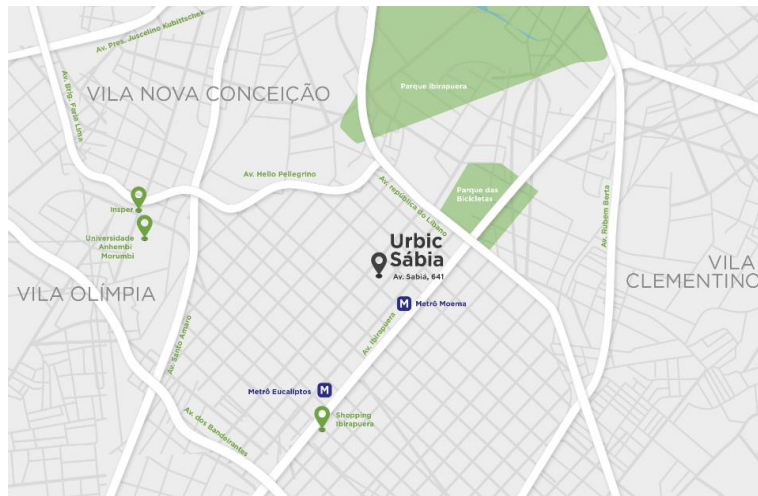 Av. Pres. Juscelino Kubittschek
Av. Brig. Faria Lima
VILA NOVA CONCEIÇÃO
Parque Ibirapuera
Av. Helio Pellegrino
Av. república do Líbano
Parque das
Bicicletas
Insper
Universidade
Anhembi
Morumbi
Urbic
Sábia
Av. Sabiá, 641
Av. Rubem Berta
VILA
CLEMENTINO
VILA OLÍMPIA
M Metrô Moema
Av. Ibirapuera
Av. Santo Amaro
Metrô Eucaliptos M
Av. dos Bandeirantes
Shopping
Ibirapuera